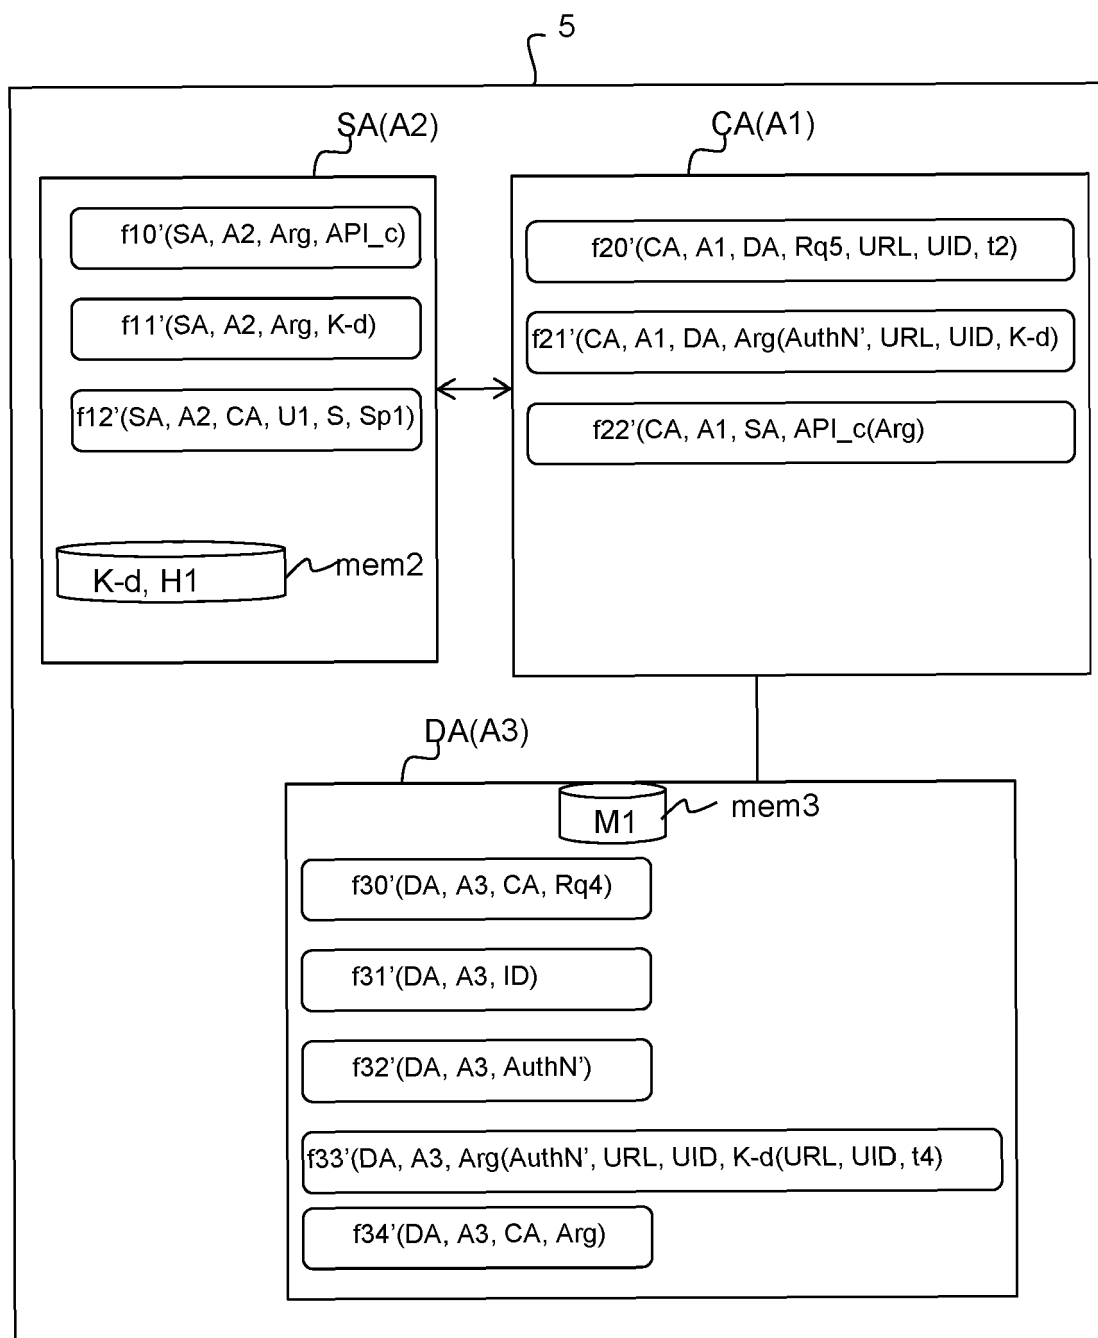 5
SA(A2)
CA(A1)
f10’(SA, A2, Arg, API_c)
f11’(SA, A2, Arg, K-d)
f12’(SA, A2, CA, U1, S, Sp1)
K-d, H1
mem2
f20’(CA, A1, DA, Rq5, URL, UID, t2)
f21’(CA, A1, DA, Arg(AuthN’, URL, UID, K-d)
f22’(CA, A1, SA, API_c(Arg)
DA(A3)
M1
mem3
f30’(DA, A3, CA, Rq4)
f31’(DA, A3, ID)
f32’(DA, A3, AuthN’)
f33’(DA, A3, Arg(AuthN’, URL, UID, K-d(URL, UID, t4)
f34’(DA, A3, CA, Arg)